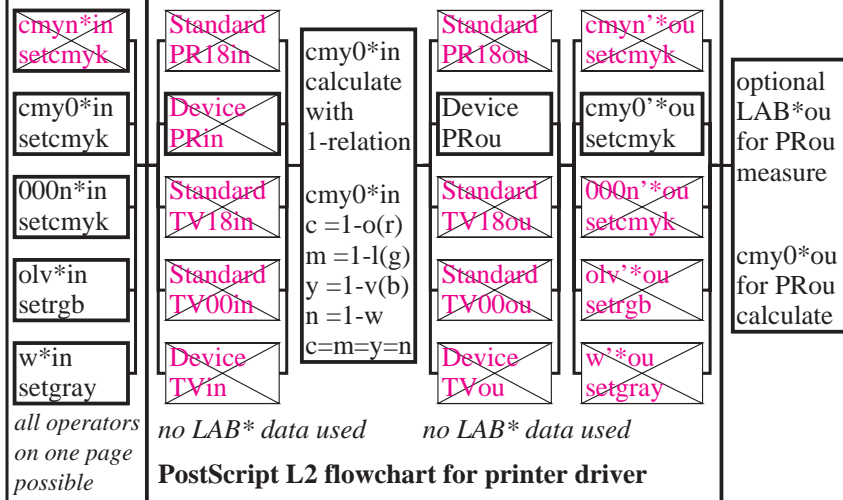 cmyn*in
setcmyk
cmy0*in
setcmyk
000n*in
setcmyk
olv*in
setrgb
w*in
setgray
all operators
on one page
possible
Standard
PR18in
Device
PRin
Standard
TV18in
Standard
TV00in
Device
TVin
no LAB* data used
cmy0*in
calculate
with
1-relation
cmy0*in
c =1-o(r)
m =1-l(g)
y =1-v(b)
n =1-w
c=m=y=n
Standard
PR18ou
Device
PRou
Standard
TV18ou
Standard
TV00ou
Device
TVou
no LAB* data used
cmyn’*ou
setcmyk
cmy0’*ou
setcmyk
000n’*ou
setcmyk
olv’*ou
setrgb
w’*ou
setgray
optional
LAB*ou
for PRou
measure
cmy0*ou
for PRou
calculate
PostScript L2 flowchart for printer driver